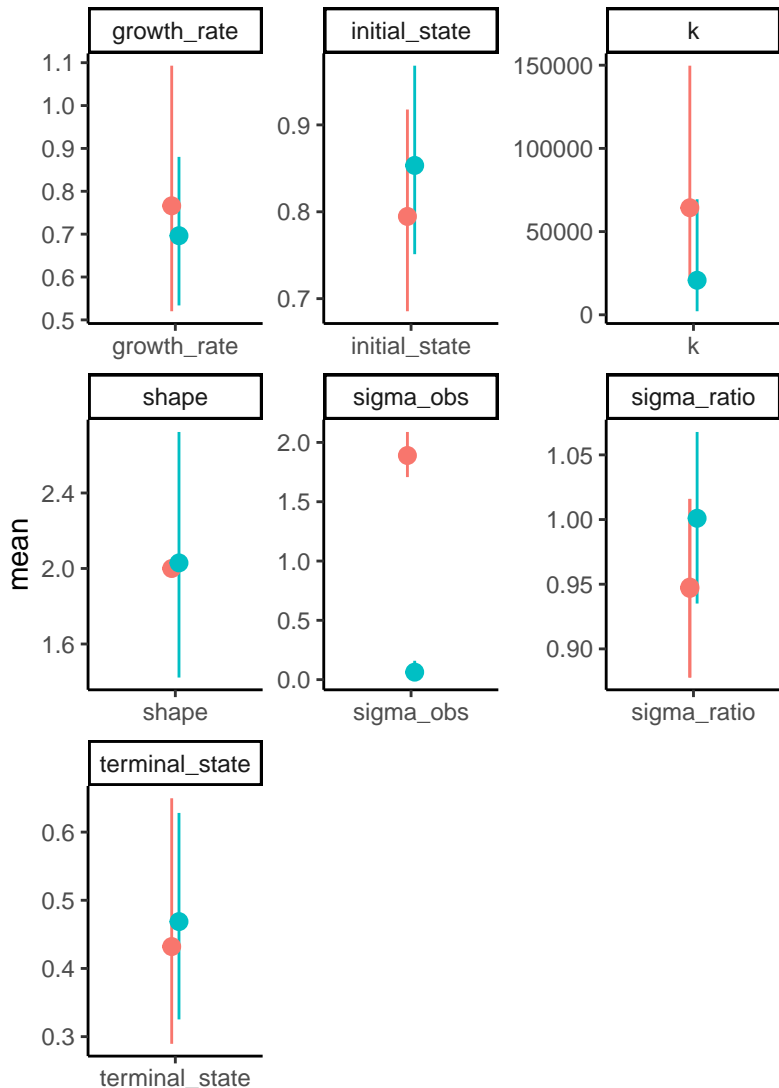 growth_rate
initial_state
k
1.1
1.0
0.9
0.8
0.7
0.6
0.5
0.9
0.8
0.7
150000
100000
50000
0
growth_rate
initial_state
k
shape
sigma_obs
sigma_ratio
mean
2.4
2.0
1.6
2.0
1.5
1.0
0.5
0.0
1.05
1.00
0.95
0.90
shape
sigma_obs
sigma_ratio
terminal_state
0.6
0.5
0.4
0.3
terminal_state